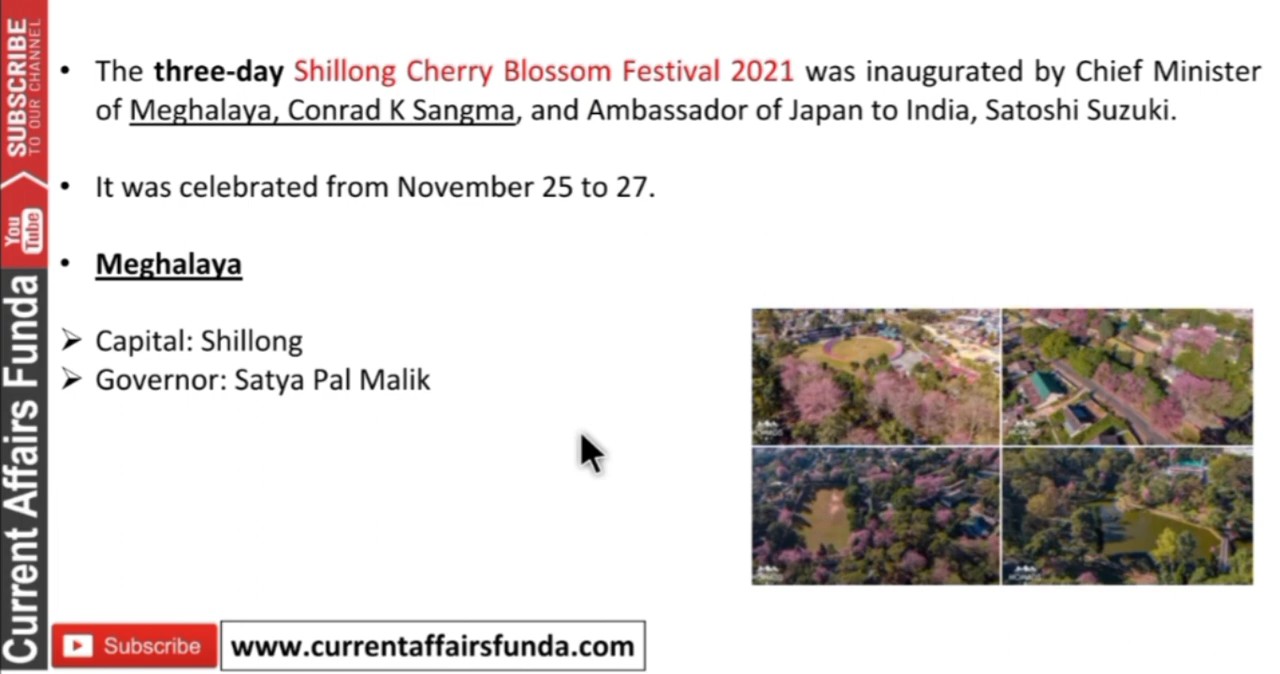 SUBSCRIBE
TO OUR CHANNEL
You
Tube
Current Affairs Funda
• The three-day Shillong Cherry Blossom Festival 2021 was inaugurated by Chief Minister
of Meghalaya, Conrad K Sangma, and Ambassador of Japan to India, Satoshi Suzuki.
• It was celebrated from November 25 to 27.
• Meghalaya
➢ Capital: Shillong
➢ Governor: Satya Pal Malik
Subscribe
www.currentaffairsfunda.com